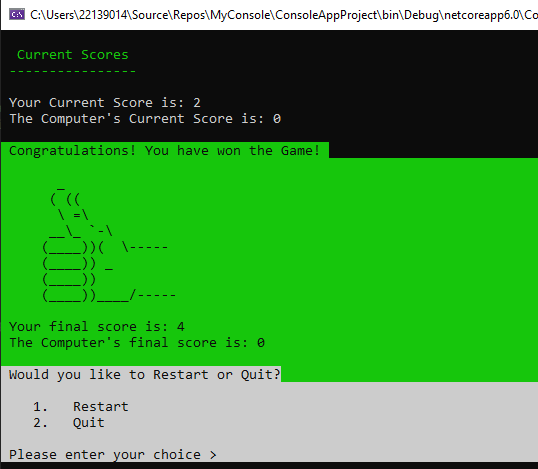 C:\Users\22139014\Source\Repos\MyConsole\ConsoleAppProject\bin\Debug\netcoreapp6.0\Co
Current Scores
----------------
Your Current Score is: 2
The Computer's Current Score is: 0
Congratulations! You have won the Game!
      _
     ( ((
      \ =\
     __\_ `-\
    (____))(  \-----
    (____)) _
    (____))
    (____))____/-----
Your final score is: 4
The Computer's final score is: 0
Would you like to Restart or Quit?
1.   Restart
2.   Quit
Please enter your choice >